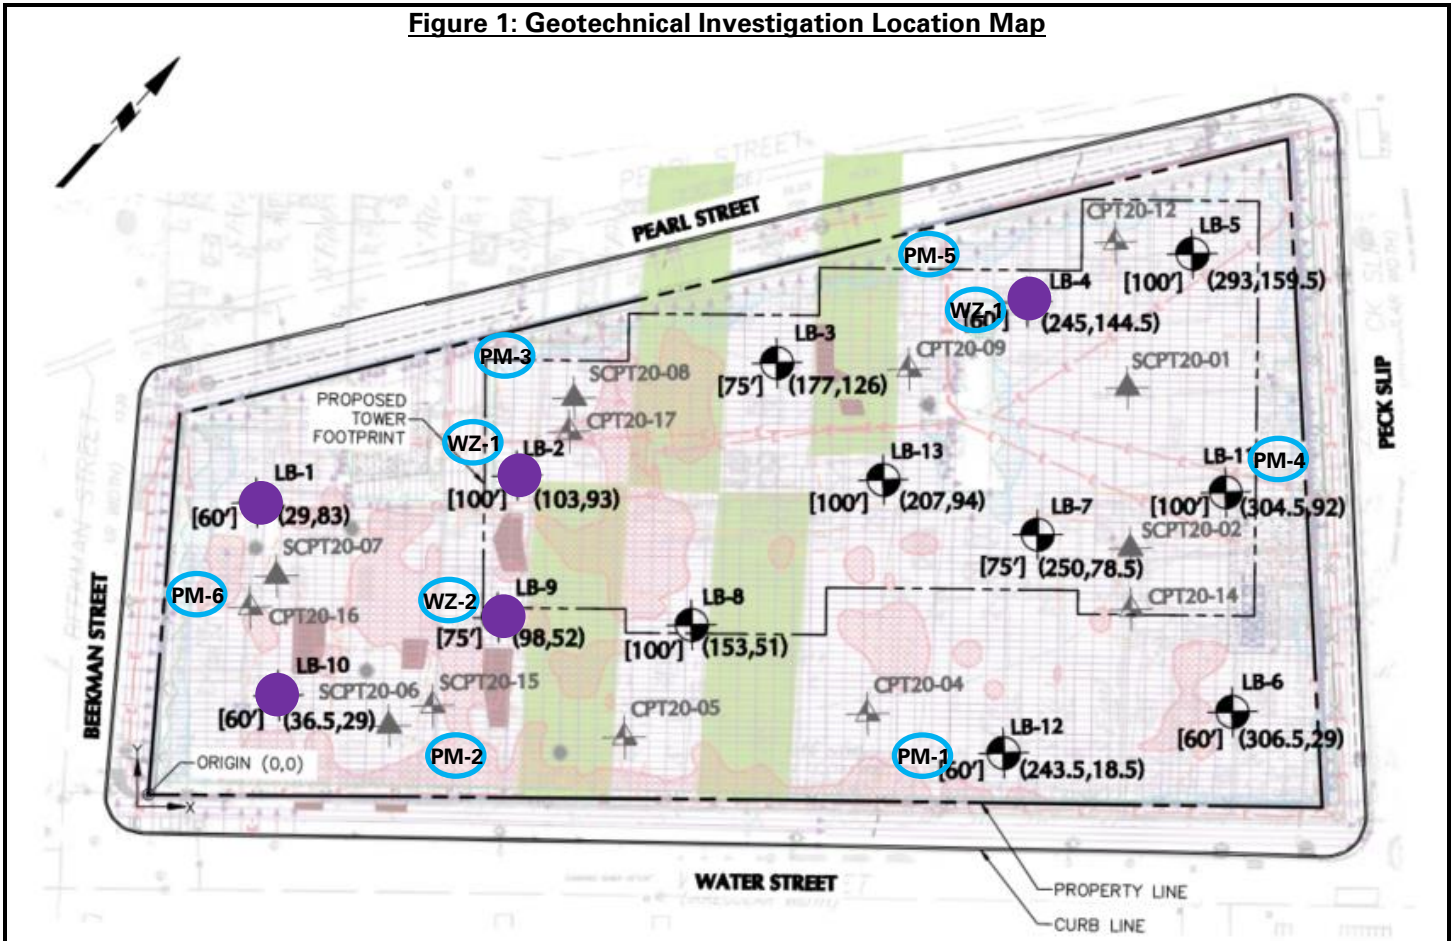 Figure 1: Geotechnical Investigation Location Map
PEARL STREET
PEARL STREET
CPT20-12
LB-5
[100'] (293,159.5)
PM-5
LB-4
WZ-1
(245,144.5)
LB-3
[75'] (177,126)
CPT20-09
SCPT20-01
PM-3
SCPT20-08
CPT20-17
PROPOSED
TOWER
FOOTPRINT
PECK SLIP
WZ-1
LB-2
[100'] (103,93)
LB-13
[100'] (207,94)
PM-4
[100'] (304.5,92)
LB-1
[60'] (29,83)
LB-7
[75'] (250,78.5)
SCPT20-02
SCPT20-07
PM-6
CPT20-16
WZ-2
LB-9
[75'] (98,52)
LB-8
[100'] (153,51)
CPT20-14
BEEKMAN STREET
LB-10
[60'] (36.5,29)
SCPT20-06
SCPT20-15
CPT20-05
CPT20-04
LB-6
[60'] (306.5,29)
PM-2
PM-1
LB-12
[60'] (243.5,18.5)
Y
ORIGIN (0,0)
X
WATER STREET
PROPERTY LINE
CURB LINE